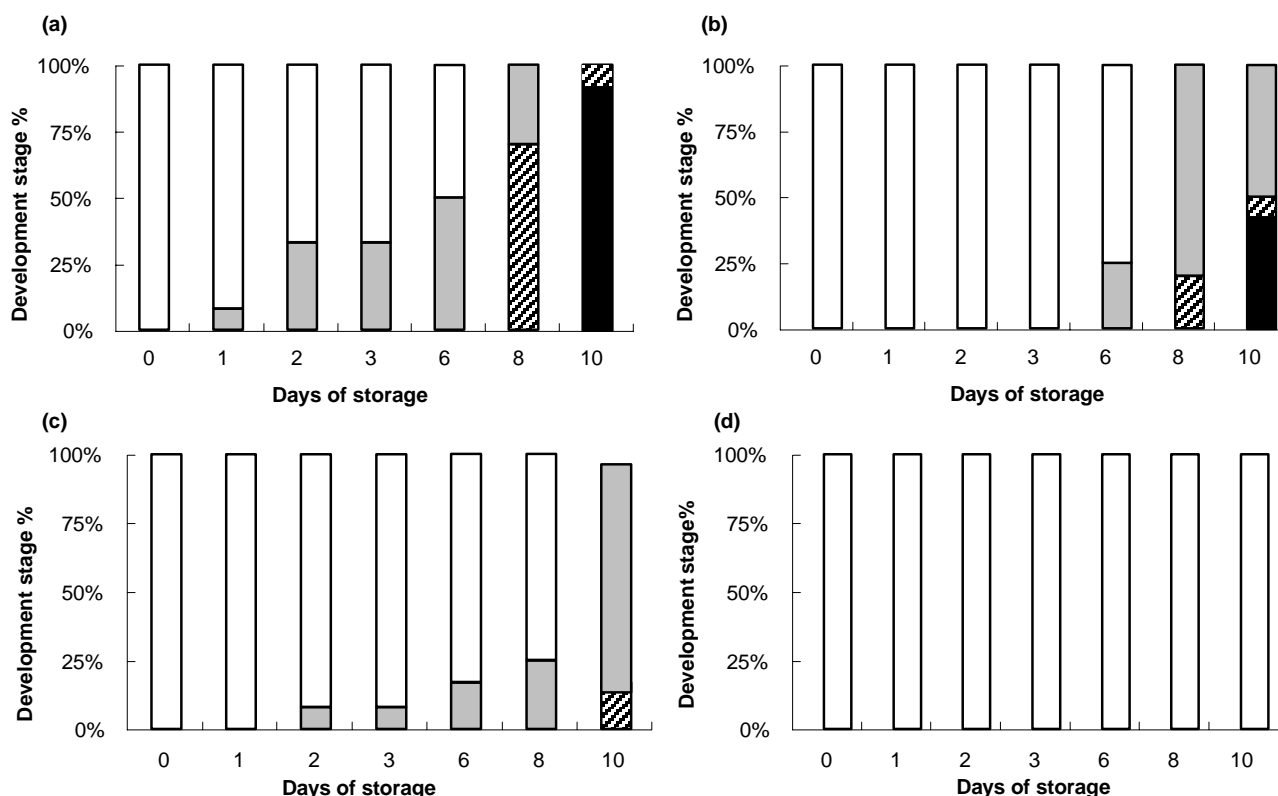 (a)
100%
75%
50%
25%
0%
Development stage %
0 1 2 3 6 8 10
Days of storage
(b)
100%
75%
50%
25%
0%
Development stage %
0 1 2 3 6 8 10
Days of storage
(c)
100%
75%
50%
25%
0%
Development stage %
0 1 2 3 6 8 10
Days of storage
(d)
100%
75%
50%
25%
0%
Development stage%
0 1 2 3 6 8 10
Days of storage